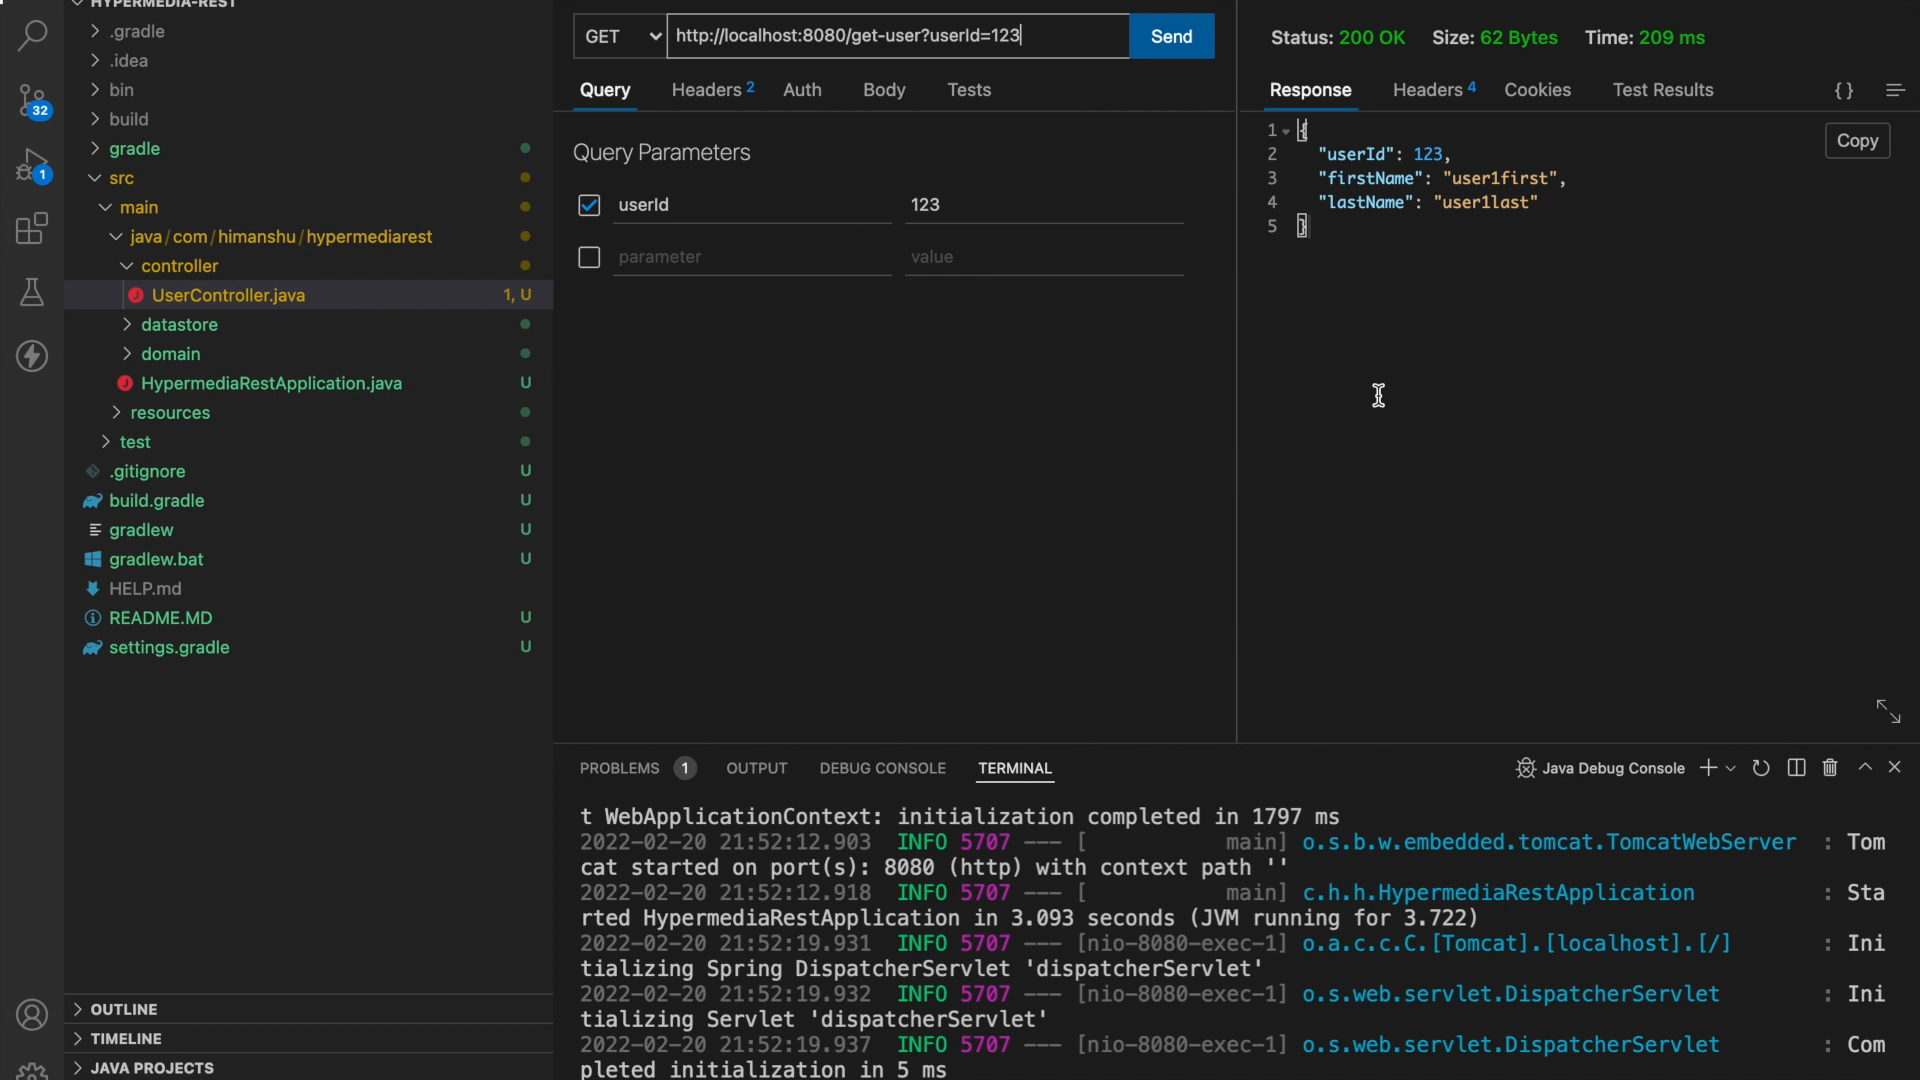 HYPERMEDIA-REST
.gradle
.idea
bin
build
gradle
src
main
java/com/himanshu/hypermediarest
controller
UserController.java 1, U
datastore
domain
HypermediaRestApplication.java U
resources
test
.gitignore U
build.gradle U
gradlew U
gradlew.bat U
HELP.md
README.MD U
settings.gradle U
OUTLINE
TIMELINE
JAVA PROJECTS
32
1
GET http://localhost:8080/get-user?userId=123 Send
Query Headers 2 Auth Body Tests
Query Parameters
userId 123
parameter value
Status: 200 OK Size: 62 Bytes Time: 209 ms
Response Headers 4 Cookies Test Results {}
Copy
1 {
2 "userId": 123,
3 "firstName": "user1first",
4 "lastName": "user1last"
5 }
PROBLEMS 1 OUTPUT DEBUG CONSOLE TERMINAL Java Debug Console
t WebApplicationContext: initialization completed in 1797 ms
2022-02-20 21:52:12.903 INFO 5707 --- [ main] o.s.b.w.embedded.tomcat.TomcatWebServer : Tom
cat started on port(s): 8080 (http) with context path ''
2022-02-20 21:52:12.918 INFO 5707 --- [ main] c.h.h.HypermediaRestApplication : Sta
rted HypermediaRestApplication in 3.093 seconds (JVM running for 3.722)
2022-02-20 21:52:19.931 INFO 5707 --- [nio-8080-exec-1] o.a.c.c.C.[Tomcat].[localhost].[/] : Ini
tializing Spring DispatcherServlet 'dispatcherServlet'
2022-02-20 21:52:19.932 INFO 5707 --- [nio-8080-exec-1] o.s.web.servlet.DispatcherServlet : Ini
tializing Servlet 'dispatcherServlet'
2022-02-20 21:52:19.937 INFO 5707 --- [nio-8080-exec-1] o.s.web.servlet.DispatcherServlet : Com
pleted initialization in 5 ms